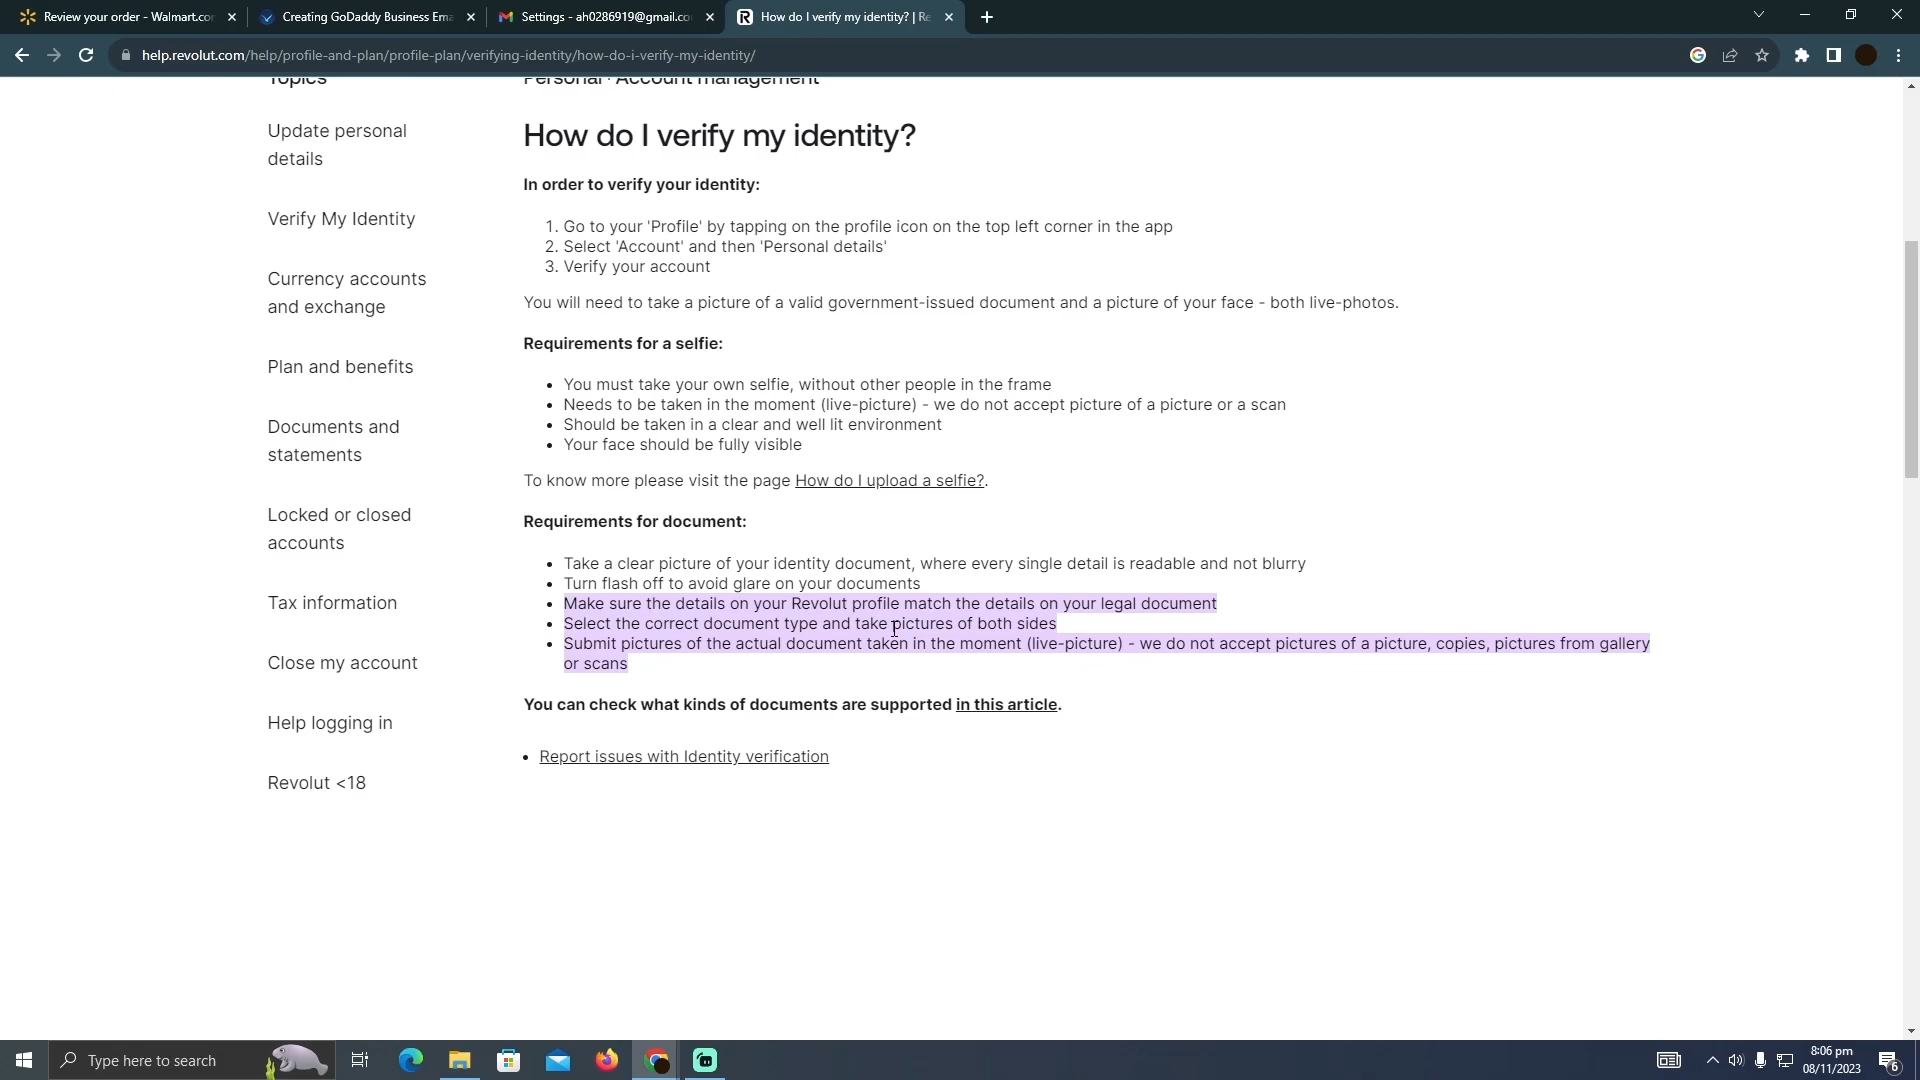 Review your order - Walmart.co
Creating GoDaddy Business Ema
Settings - ah0286919@gmail.co
How do I verify my identity? | Re
help.revolut.com/help/profile-and-plan/profile-plan/verifying-identity/how-do-i-verify-my-identity/
Topics
Personal · Account management
Update personal
details
Verify My Identity
Currency accounts
and exchange
Plan and benefits
Documents and
statements
Locked or closed
accounts
Tax information
Close my account
Help logging in
Revolut <18
How do I verify my identity?
In order to verify your identity:
1. Go to your 'Profile' by tapping on the profile icon on the top left corner in the app
2. Select 'Account' and then 'Personal details'
3. Verify your account
You will need to take a picture of a valid government-issued document and a picture of your face - both live-photos.
Requirements for a selfie:
• You must take your own selfie, without other people in the frame
• Needs to be taken in the moment (live-picture) - we do not accept picture of a picture or a scan
• Should be taken in a clear and well lit environment
• Your face should be fully visible
To know more please visit the page How do I upload a selfie?.
Requirements for document:
• Take a clear picture of your identity document, where every single detail is readable and not blurry
• Turn flash off to avoid glare on your documents
• Make sure the details on your Revolut profile match the details on your legal document
• Select the correct document type and take pictures of both sides
• Submit pictures of the actual document taken in the moment (live-picture) - we do not accept pictures of a picture, copies, pictures from gallery
or scans
You can check what kinds of documents are supported in this article.
• Report issues with Identity verification
Type here to search
8:06 pm
08/11/2023
6